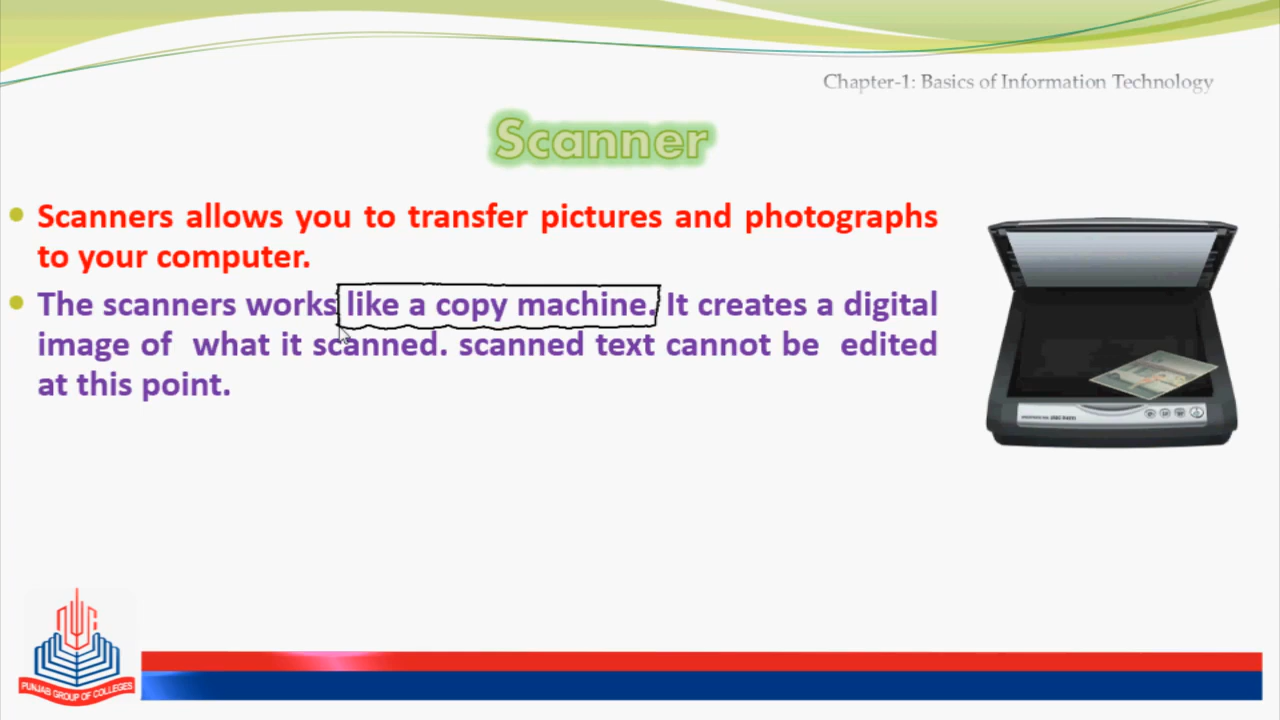 Chapter-1: Basics of Information Technology
Scanner
Scanners allows you to transfer pictures and photographs
to your computer.
The scanners works like a copy machine. It creates a digital
image of what it scanned. scanned text cannot be edited
at this point.
PUNJAB GROUP OF COLLEGES